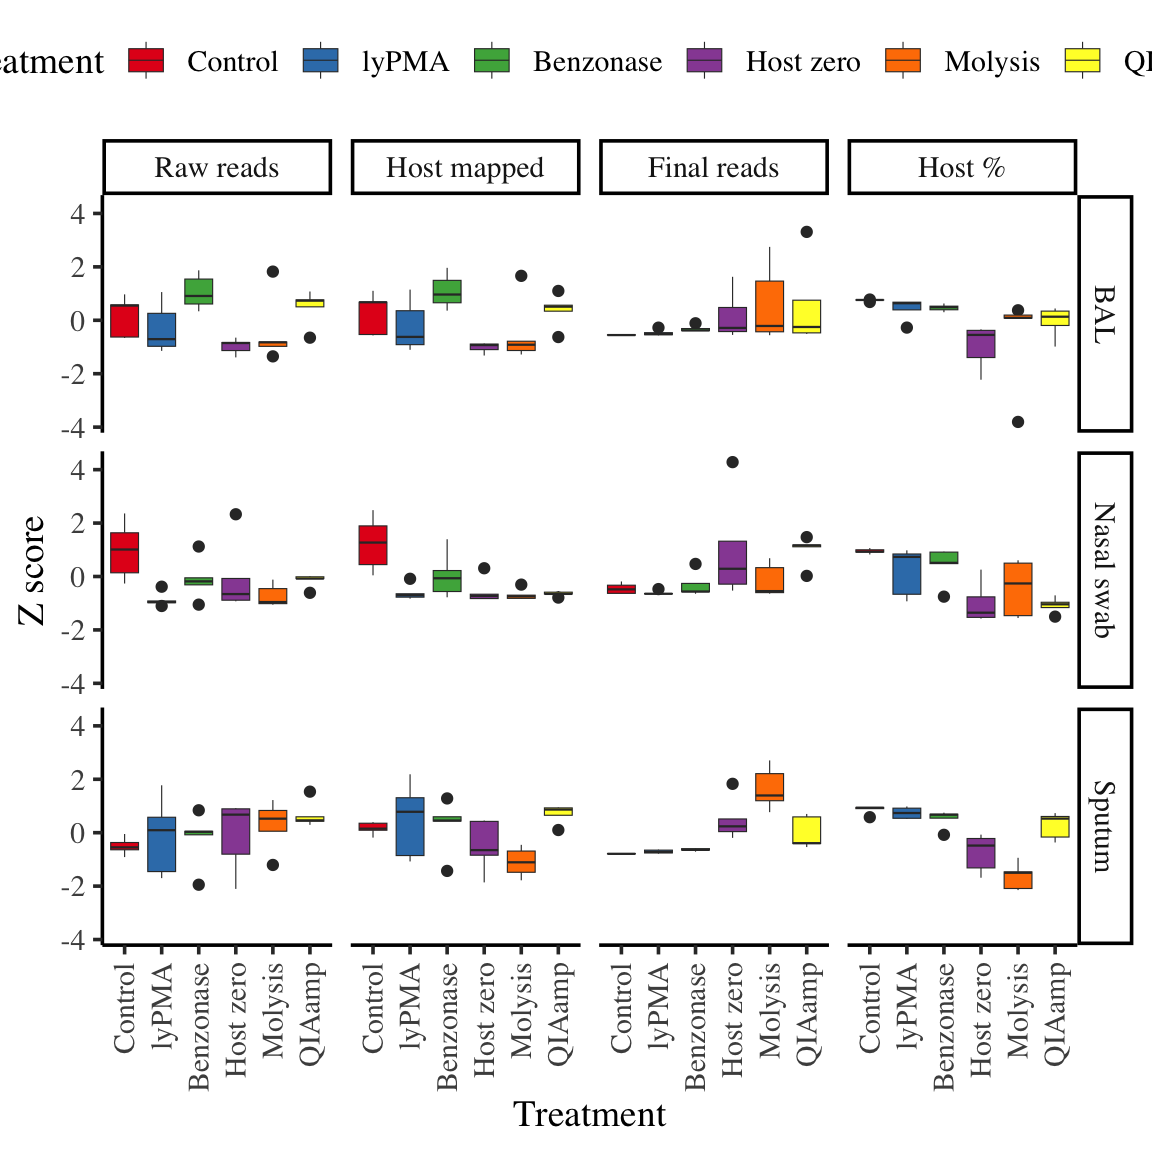 eatment Control lyPMA Benzonase Host zero Molysis QI
Raw reads Host mapped Final reads Host %
4
2
0
-2
-4
BAL
4
2
0
-2
-4
Nasal swab
4
2
0
-2
-4
Sputum
Z score
Control lyPMA Benzonase Host zero Molysis QIAamp
Control lyPMA Benzonase Host zero Molysis QIAamp
Control lyPMA Benzonase Host zero Molysis QIAamp
Control lyPMA Benzonase Host zero Molysis QIAamp
Treatment